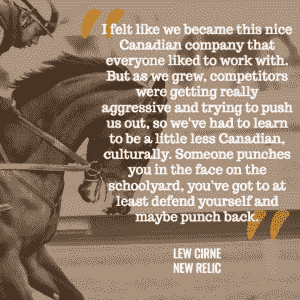 I felt like we became this nice
Canadian company that
everyone liked to work with.
But as we grew, competitors
were getting really
aggressive and trying to push
us out, so we've had to learn
to be a little less Canadian,
culturally. Someone punches
you in the face on the
schoolyard, you've got to at
least defend yourself and
maybe punch back.
LEW CIRNE
NEW RELIC